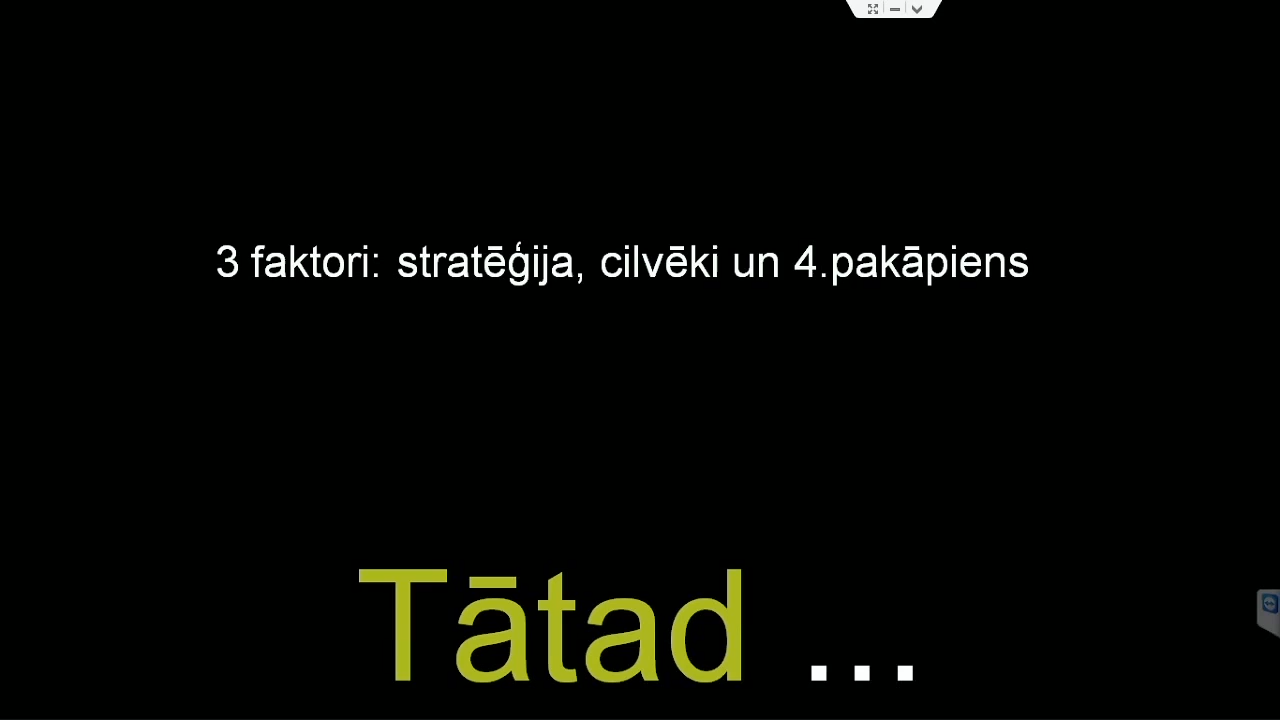 3 faktori: stratēģija, cilvēki un 4.pakāpiens
Tātad ...